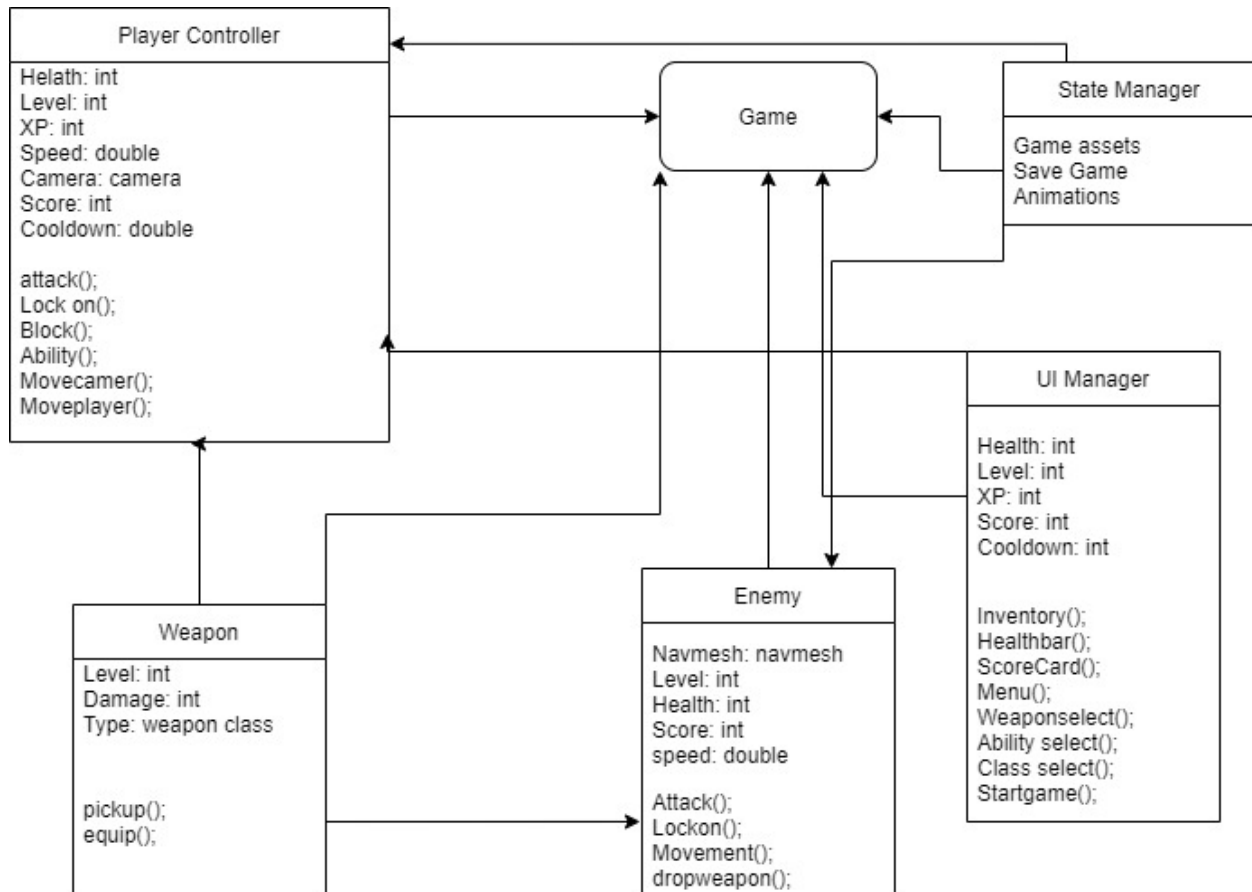 Player Controller
Helath: int
Level: int
XP: int
Speed: double
Camera: camera
Score: int
Cooldown: double
attack();
Lock on();
Block();
Ability();
Movecamer();
Moveplayer();
Game
State Manager
Game assets
Save Game
Animations
UI Manager
Health: int
Level: int
XP: int
Score: int
Cooldown: int
Inventory();
Healthbar();
ScoreCard();
Menu();
Weaponselect();
Ability select();
Class select();
Startgame();
Weapon
Level: int
Damage: int
Type: weapon class
pickup();
equip();
Enemy
Navmesh: navmesh
Level: int
Health: int
Score: int
speed: double
Attack();
Lockon();
Movement();
dropweapon();